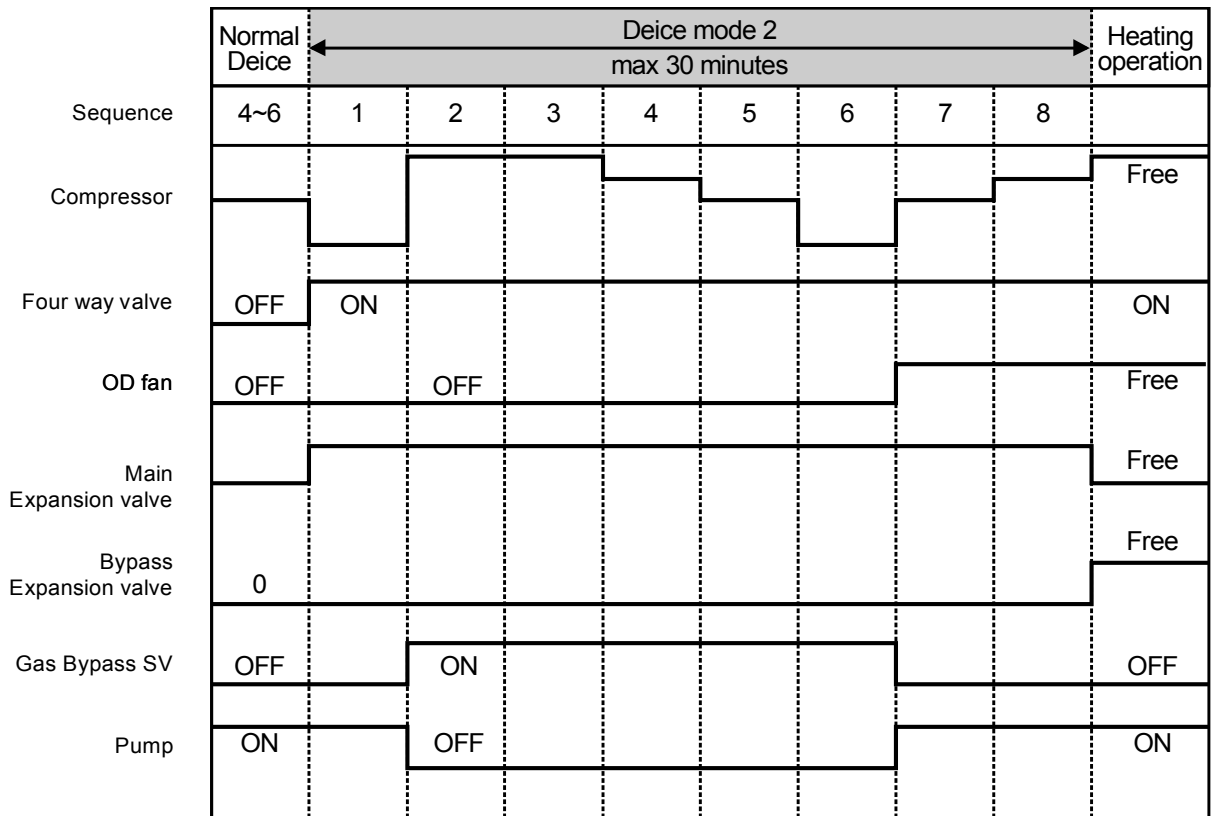 Normal
Deice
Deice mode 2
max 30 minutes
Heating
operation
Sequence 4~6 1 2 3 4 5 6 7 8
Compressor Free
Four way valve OFF ON ON
OD fan OFF OFF Free
Main
Expansion valve
Free
Bypass
Expansion valve
0 Free
Gas Bypass SV OFF ON OFF
Pump ON OFF ON